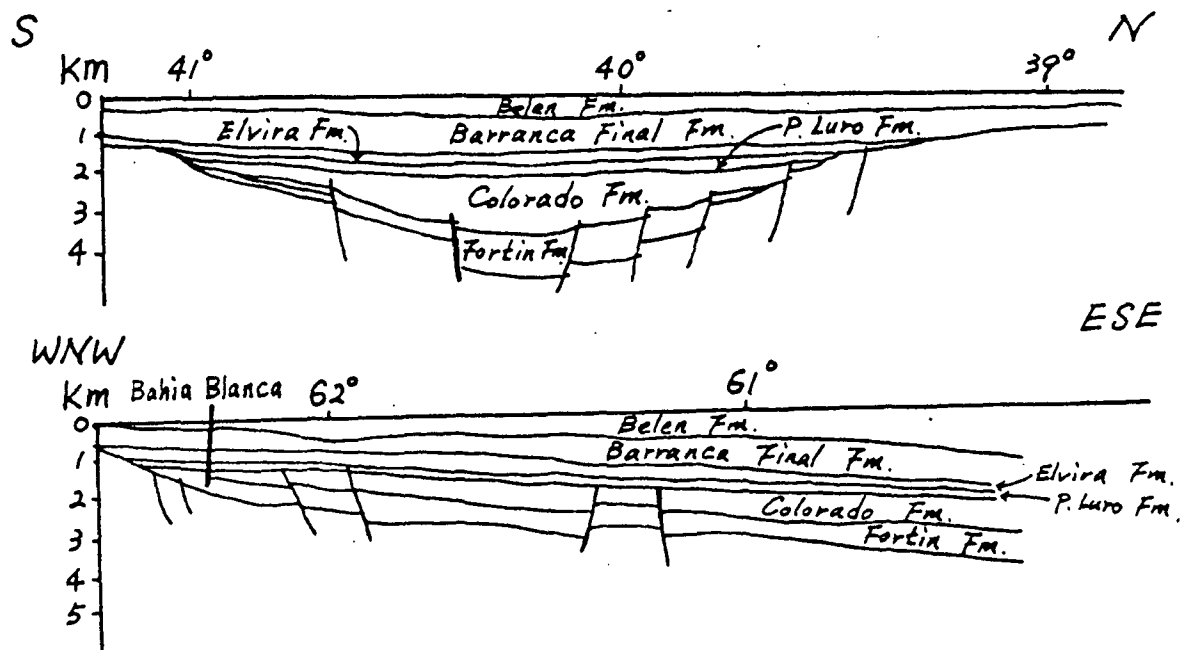 S N
Km 41° 40° 39°
0
Belen Fm.
1
Elvira Fm. Barranca Final Fm. P. Luro Fm.
2
Colorado Fm.
3
4
Fortin Fm.
ESE
WNW
Km Bahia Blanca 62° 61°
0
Belen Fm.
Barranca Final Fm.
1
Elvira Fm.
P. Luro Fm.
2
Colorado Fm.
3
Fortin Fm.
4
5